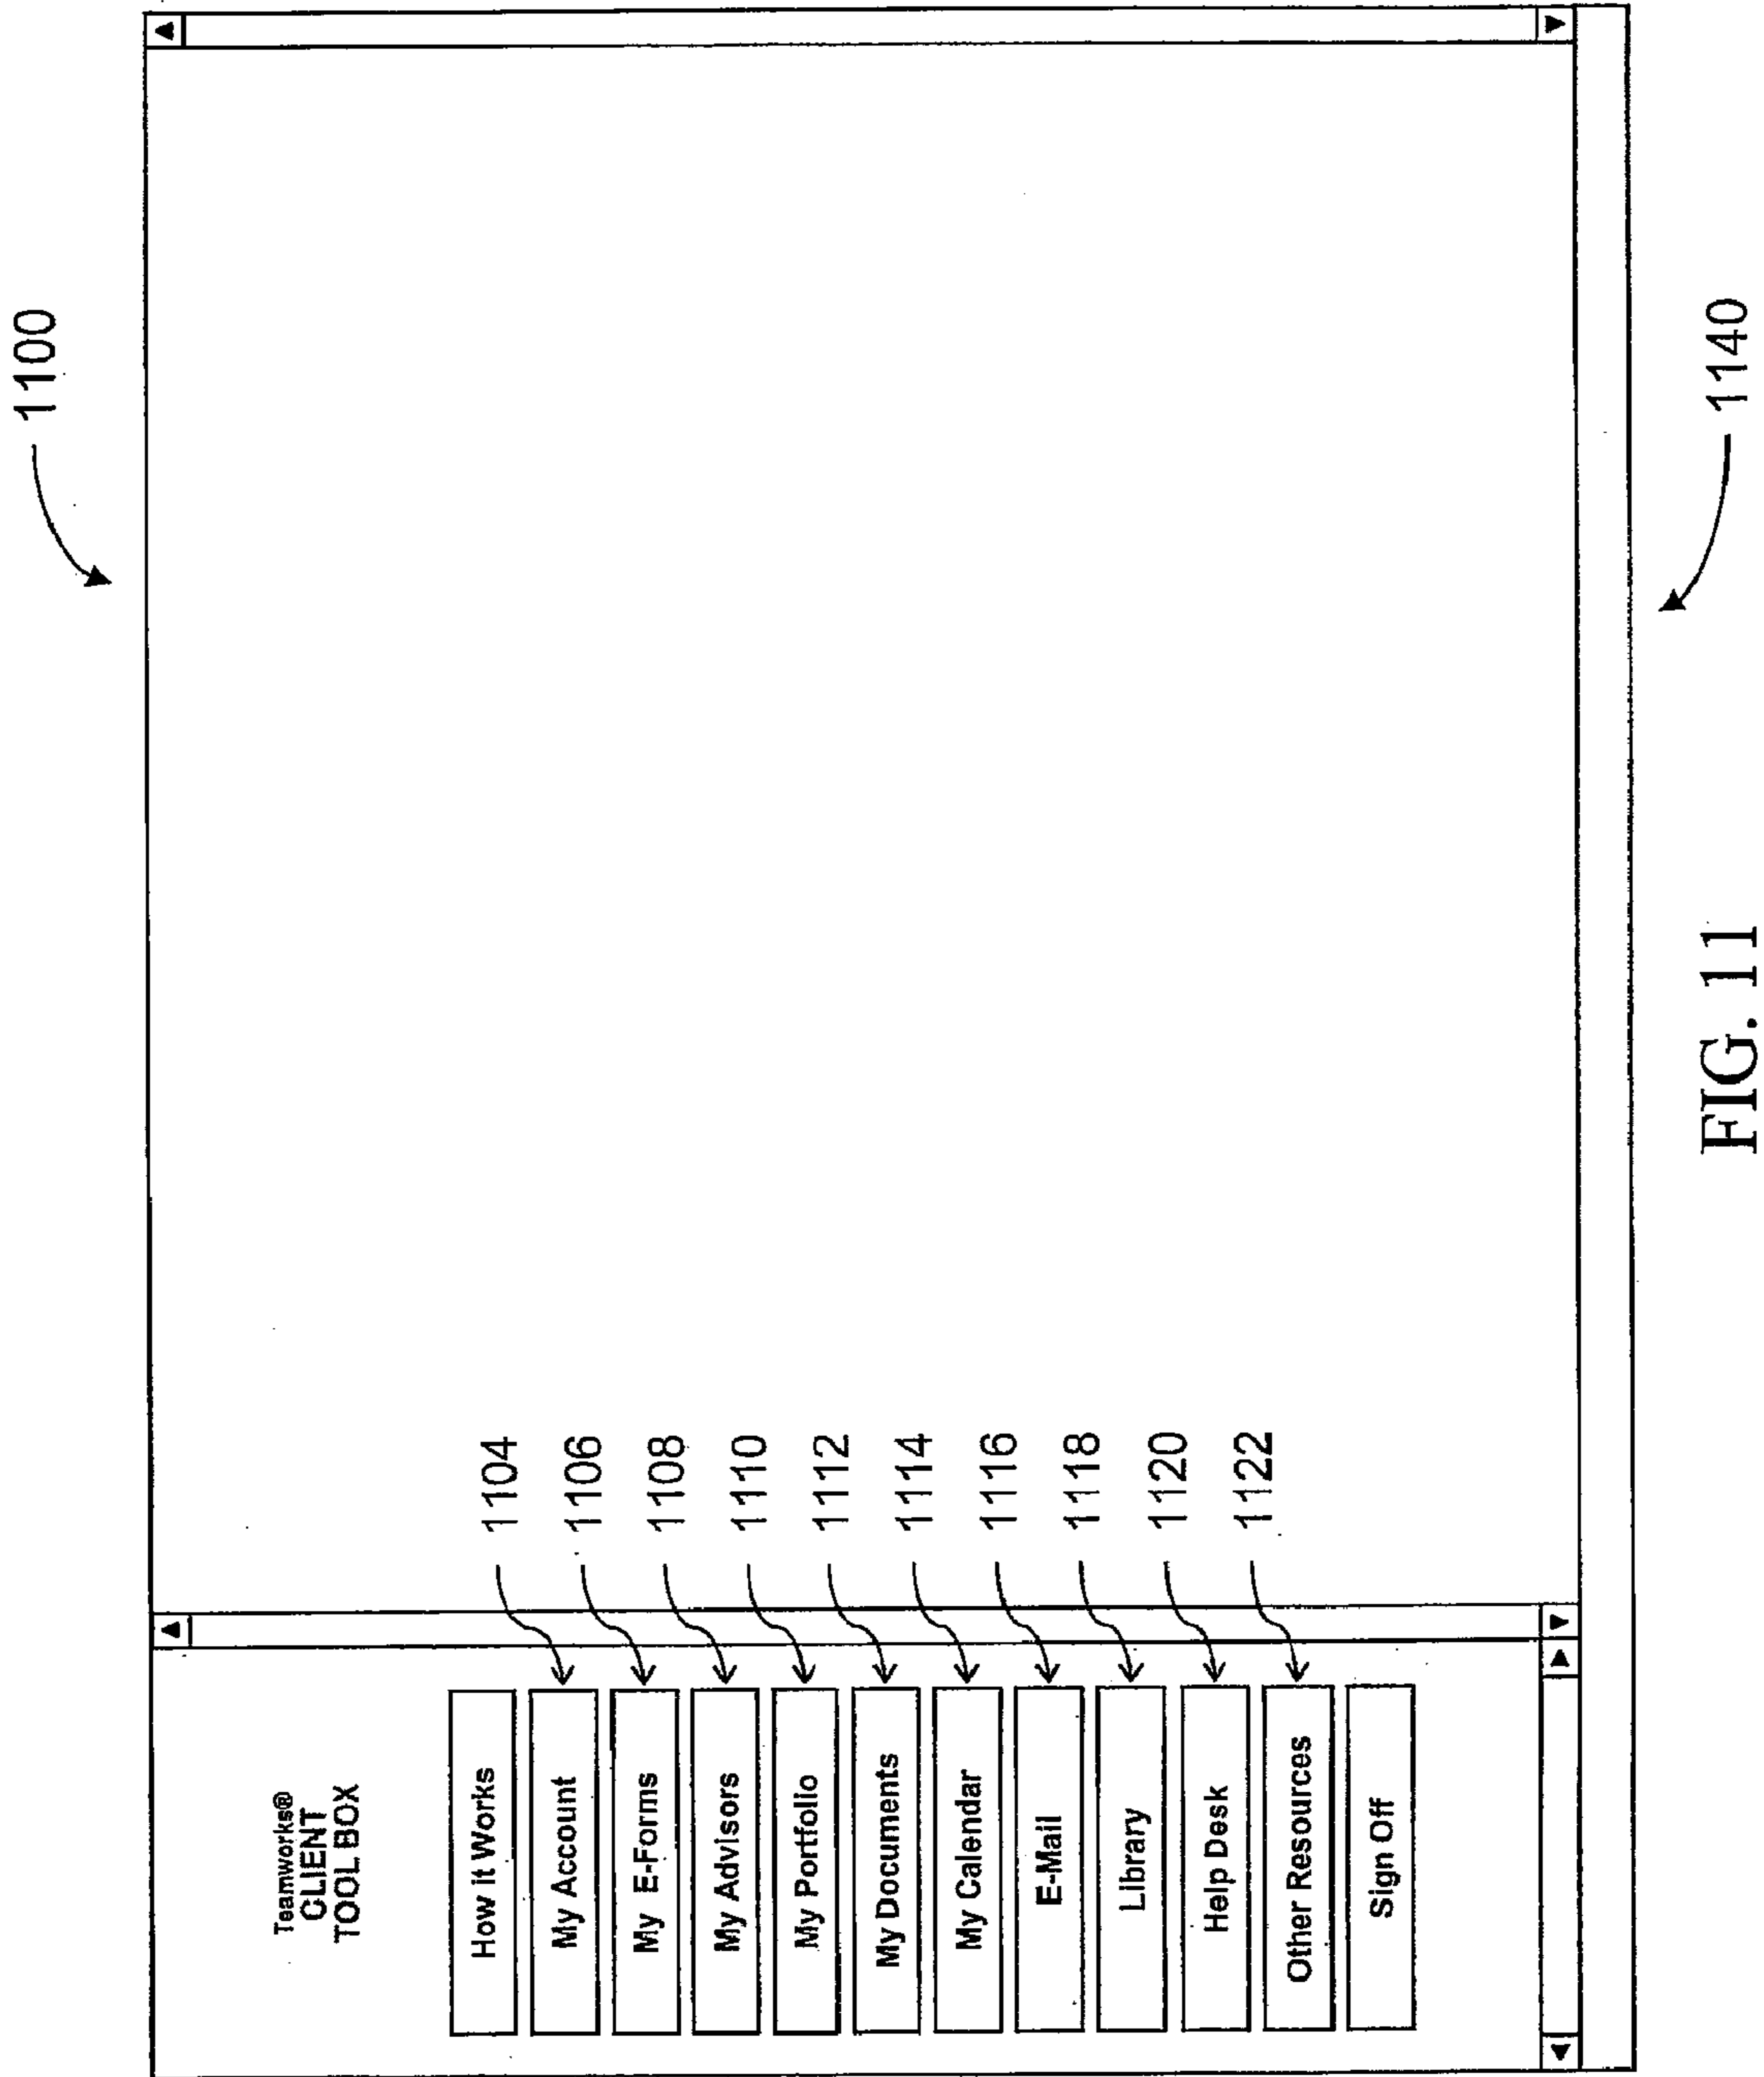 1100
Teamworks®
CLIENT
TOOL BOX
How it Works
My Account
1104
My E-Forms
1106
My Advisors
1108
My Portfolio
1110
My Documents
1112
My Calendar
1114
E-Mail
1116
Library
1118
Help Desk
1120
Other Resources
1122
Sign Off
1140
FIG. 11